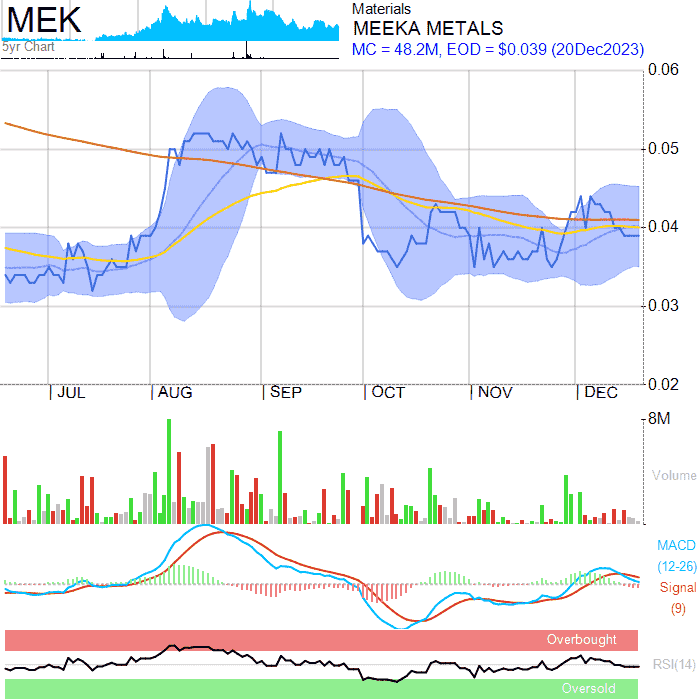 MEK
Materials
MEEKA METALS
5yr Chart
MC = 48.2M, EOD = $0.039 (20Dec2023)
0.06
0.05
0.04
0.03
0.02
JUL AUG SEP OCT NOV DEC
8M
Volume
MACD
(12-26)
Signal
(9)
Overbought
RSI(14)
Oversold